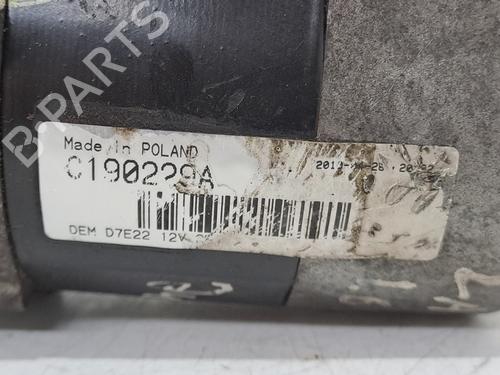 B-PARTS
Made in POLAND
C190229A
DEM D7E22 12V